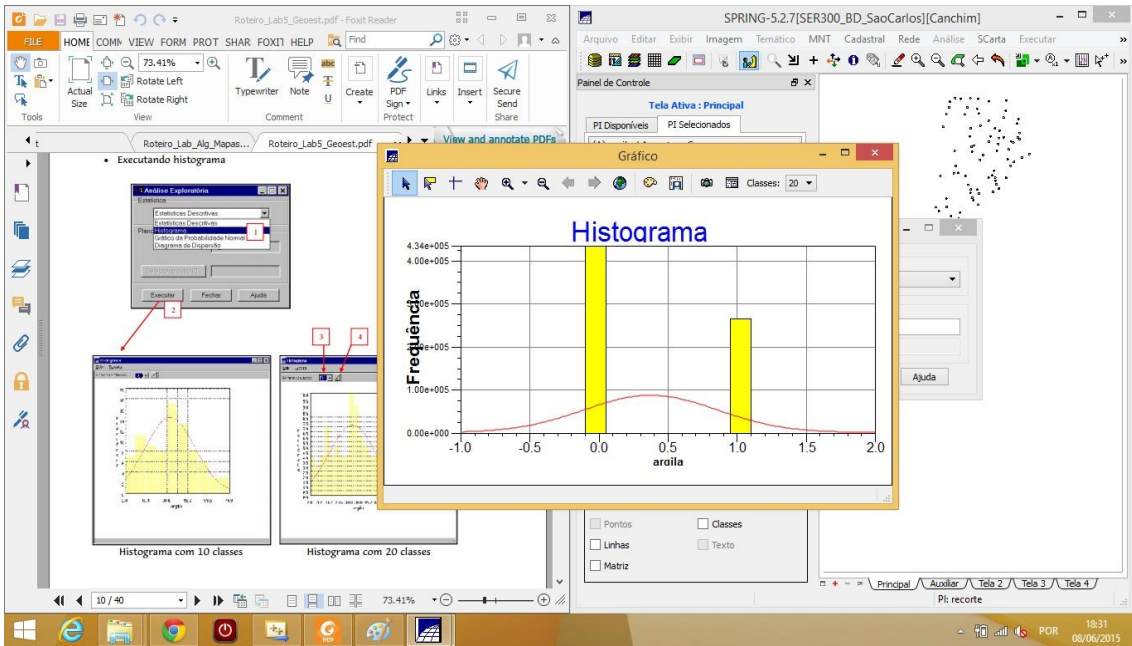 Roteiro_Lab5_Geoest.pdf - Foxit Reader
FILE HOME COMN VIEW FORM PROT SHAR FOXIT HELP Find
73.41%
Actual Size
Rotate Left
Rotate Right
Typewriter
Note
Create
PDF Sign
Links
Insert
Secure Send
Tools View Comment Protect Share
t Roteiro_Lab_Alg_Mapas... Roteiro_Lab5_Geoest.pdf View and annotate PDFs
• Executando histograma
Análise Exploratória
Estatística
Estatísticas Descritivas
Estatísticas Descritivas
Histograma
Gráfico da Probabilidade Normal
Diagrama de Dispersão
1
Executar Fechar Ajuda
2
3 4
Histograma com 10 classes Histograma com 20 classes
10 / 40 73.41%
SPRING-5.2.7[SER300_BD_SaoCarlos][Canchim]
Arquivo Editar Exibir Imagem Temático MNT Cadastral Rede Análise SCarta Executar »
Painel de Controle
Tela Ativa : Principal
PI Disponíveis PI Selecionados
Gráfico
Classes: 20
Histograma
Frequência
4.34e+005
4.00e+005
1.00e+005
0.00e+000
-1.0 -0.5 0.0 0.5 1.0 1.5 2.0
argila
Ajuda
Pontos Classes
Linhas Texto
Matriz
Principal Auxiliar Tela 2 Tela 3 Tela 4
PI: recorte
POR
18:31
08/06/2015